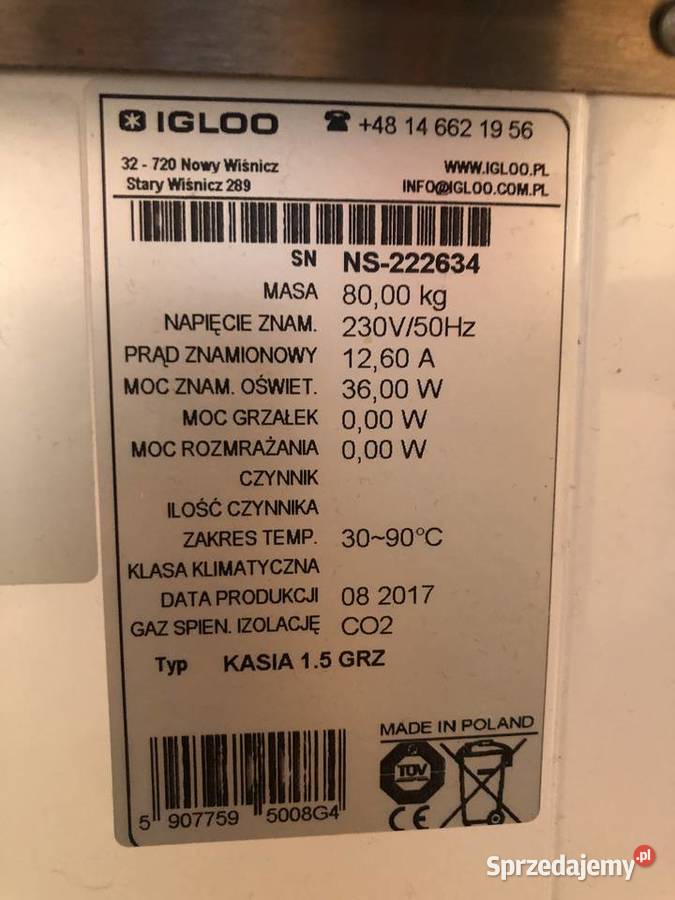 IGLOO ☎ +48 14 662 19 56
32 - 720 Nowy Wiśnicz WWW.IGLOO.PL
Stary Wiśnicz 289 INFO@IGLOO.COM.PL
SN NS-222634
MASA 80,00 kg
NAPIĘCIE ZNAM. 230V/50Hz
PRĄD ZNAMIONOWY 12,60 A
MOC ZNAM. OŚWIET. 36,00 W
MOC GRZAŁEK 0,00 W
MOC ROZMRAŻANIA 0,00 W
CZYNNIK
ILOŚĆ CZYNNIKA
ZAKRES TEMP. 30~90°C
KLASA KLIMATYCZNA
DATA PRODUKCJI 08 2017
GAZ SPIEN. IZOLACJĘ CO2
Typ KASIA 1.5 GRZ
MADE IN POLAND
TÜV
CE
5 907759 5008G4
Sprzedajemy.pl